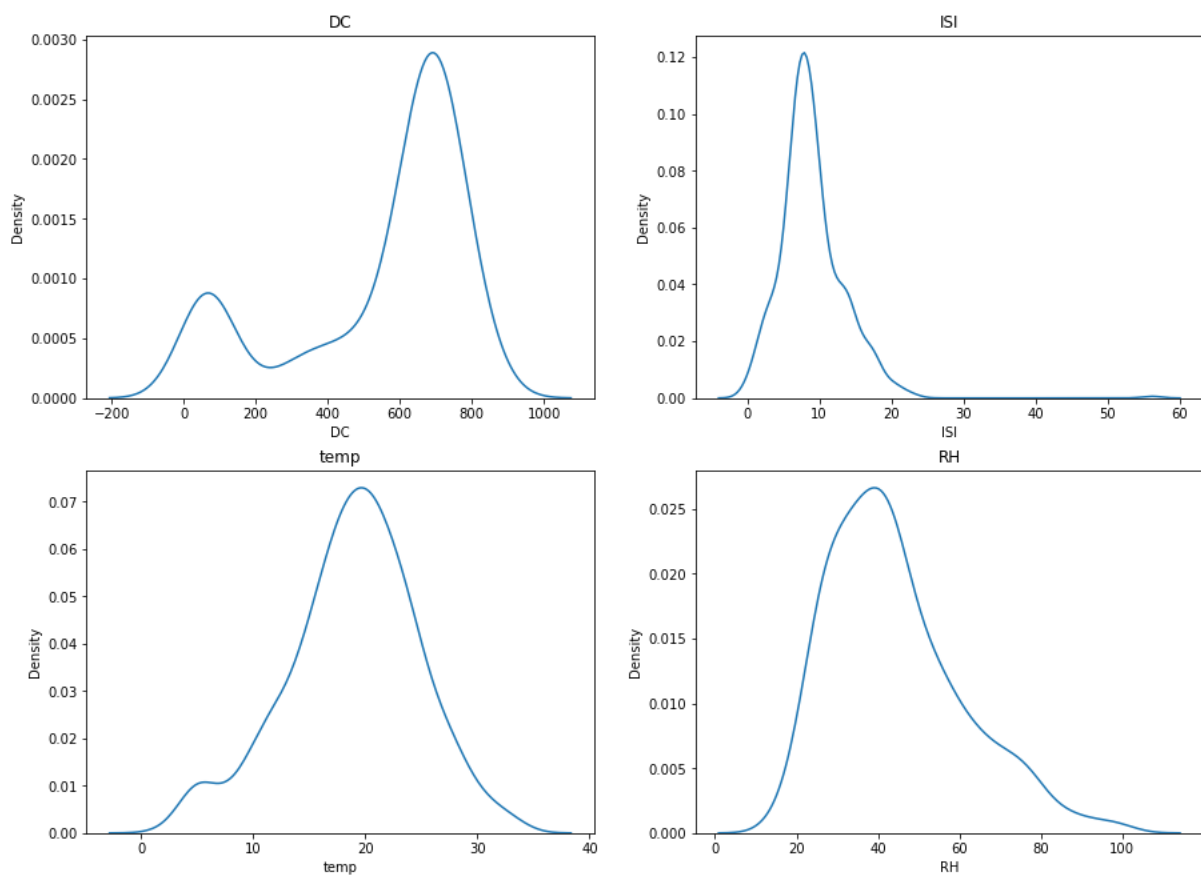 DC
0.0030
0.0025
0.0020
0.0015
0.0010
0.0005
0.0000
Density
−200 0 200 400 600 800 1000
DC
ISI
0.12
0.10
0.08
0.06
0.04
0.02
0.00
Density
0 10 20 30 40 50 60
ISI
temp
0.07
0.06
0.05
0.04
0.03
0.02
0.01
0.00
Density
0 10 20 30 40
temp
RH
0.025
0.020
0.015
0.010
0.005
0.000
Density
0 20 40 60 80 100
RH